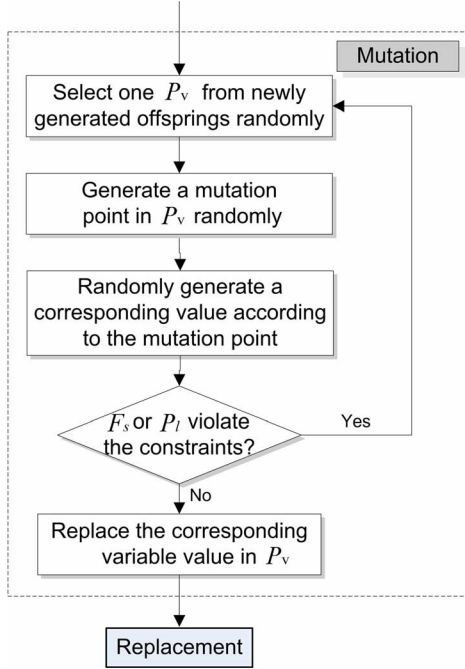 Mutation
Select one Pv from newly
generated offsprings randomly
Generate a mutation
point in Pv randomly
Randomly generate a
corresponding value according
to the mutation point
Fs or Pl violate
the constraints?
Yes
No
Replace the corresponding
variable value in Pv
Replacement